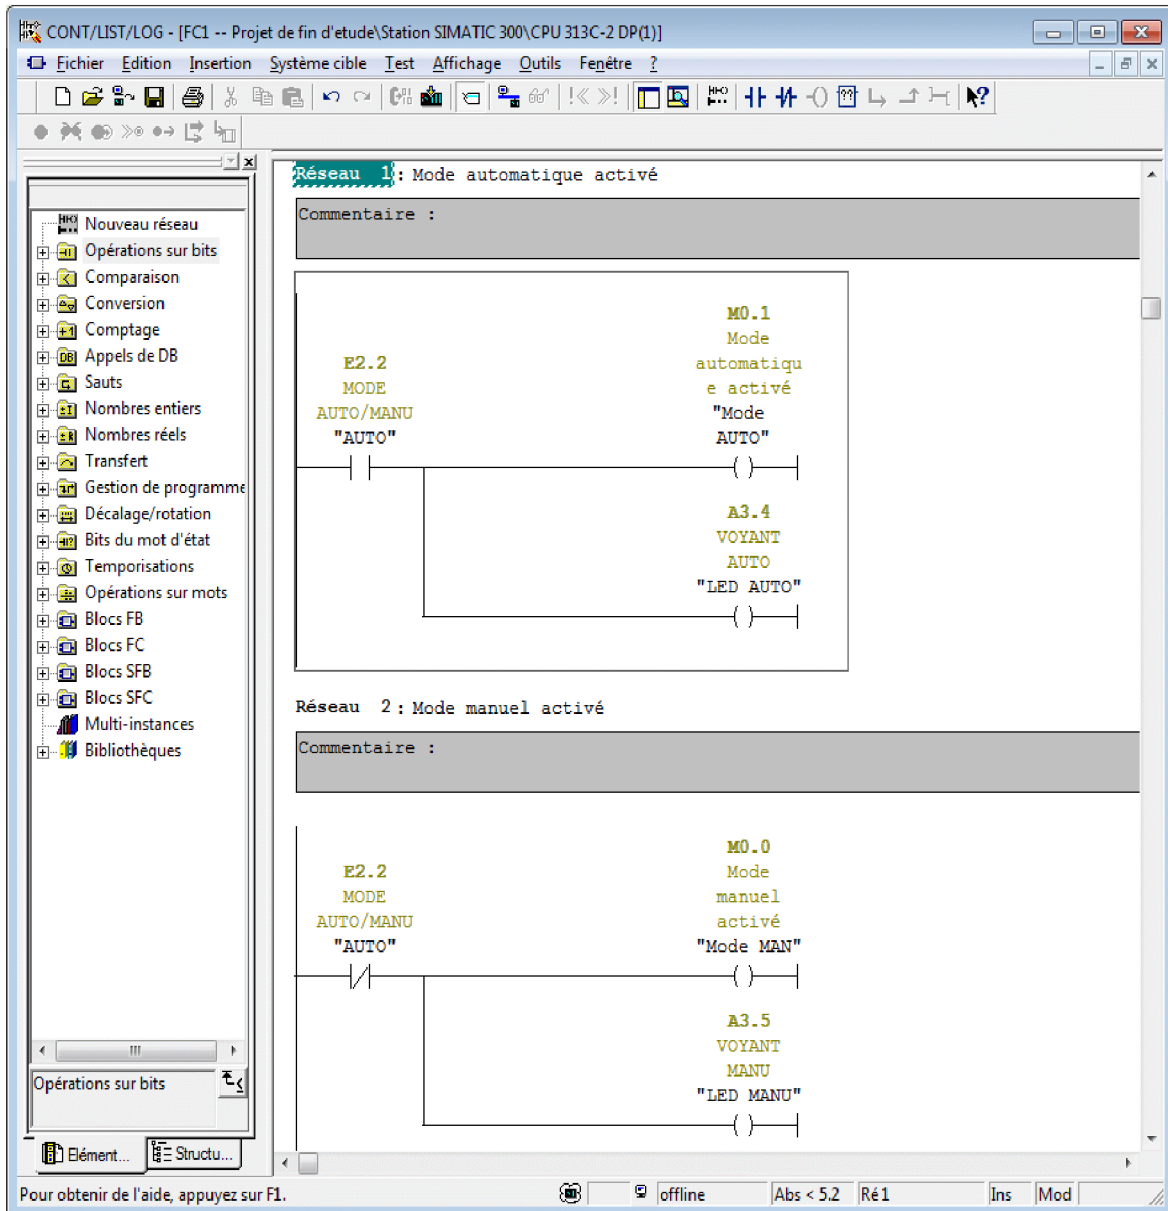 CONT/LIST/LOG - [FC1 -- Projet de fin d'etude\Station SIMATIC 300\CPU 313C-2 DP(1)]
Fichier Edition Insertion Système cible Test Affichage Outils Fenêtre ?
Nouveau réseau
Opérations sur bits
Comparaison
Conversion
Comptage
Appels de DB
Sauts
Nombres entiers
Nombres réels
Transfert
Gestion de programme
Décalage/rotation
Bits du mot d'état
Temporisations
Opérations sur mots
Blocs FB
Blocs FC
Blocs SFB
Blocs SFC
Multi-instances
Bibliothèques
Opérations sur bits
Elément...
Structu...
Réseau 1 : Mode automatique activé
Commentaire :
E2.2
MODE
AUTO/MANU
"AUTO"
M0.1
Mode
automatiqu
e activé
"Mode
AUTO"
A3.4
VOYANT
AUTO
"LED AUTO"
Réseau 2 : Mode manuel activé
Commentaire :
E2.2
MODE
AUTO/MANU
"AUTO"
M0.0
Mode
manuel
activé
"Mode MAN"
A3.5
VOYANT
MANU
"LED MANU"
Pour obtenir de l'aide, appuyez sur F1.
offline
Abs < 5.2
Ré 1
Ins
Mod